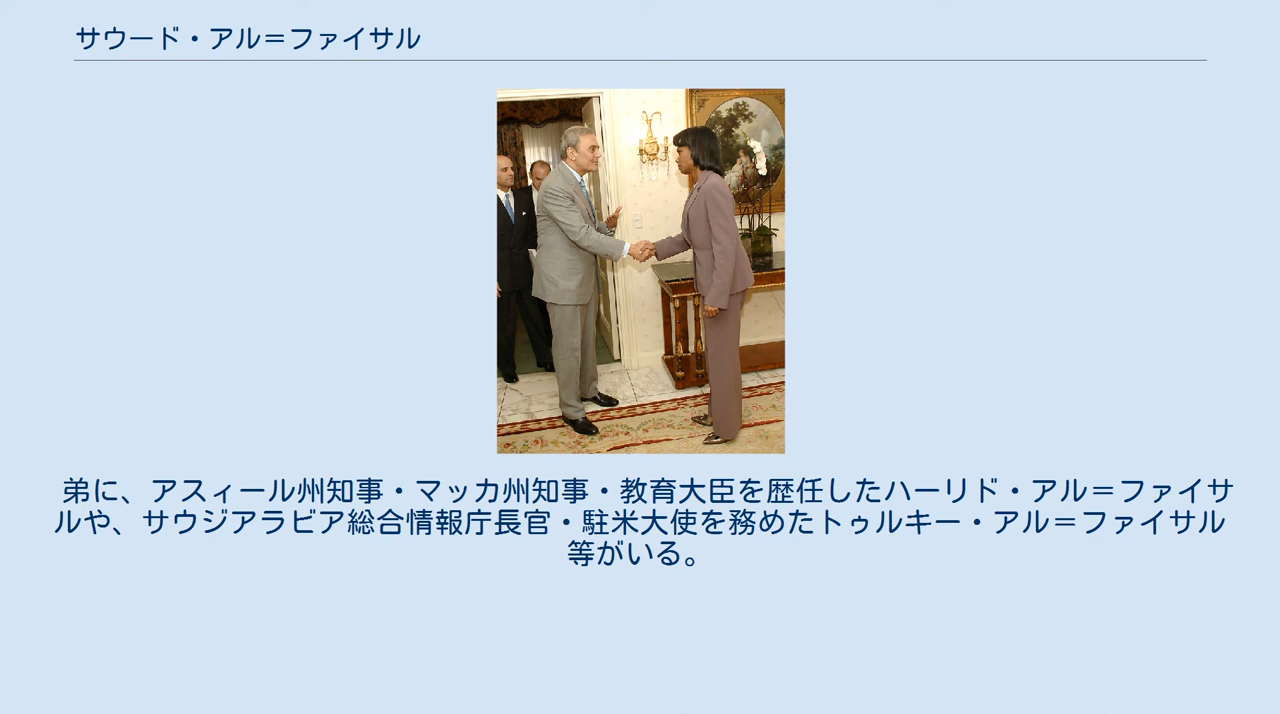 サウード・アル＝ファイサル
弟に、アスィール州知事・マッカ州知事・教育大臣を歴任したハーリド・アル＝ファイサ
ルや、サウジアラビア総合情報庁長官・駐米大使を務めたトゥルキー・アル＝ファイサル
等がいる。